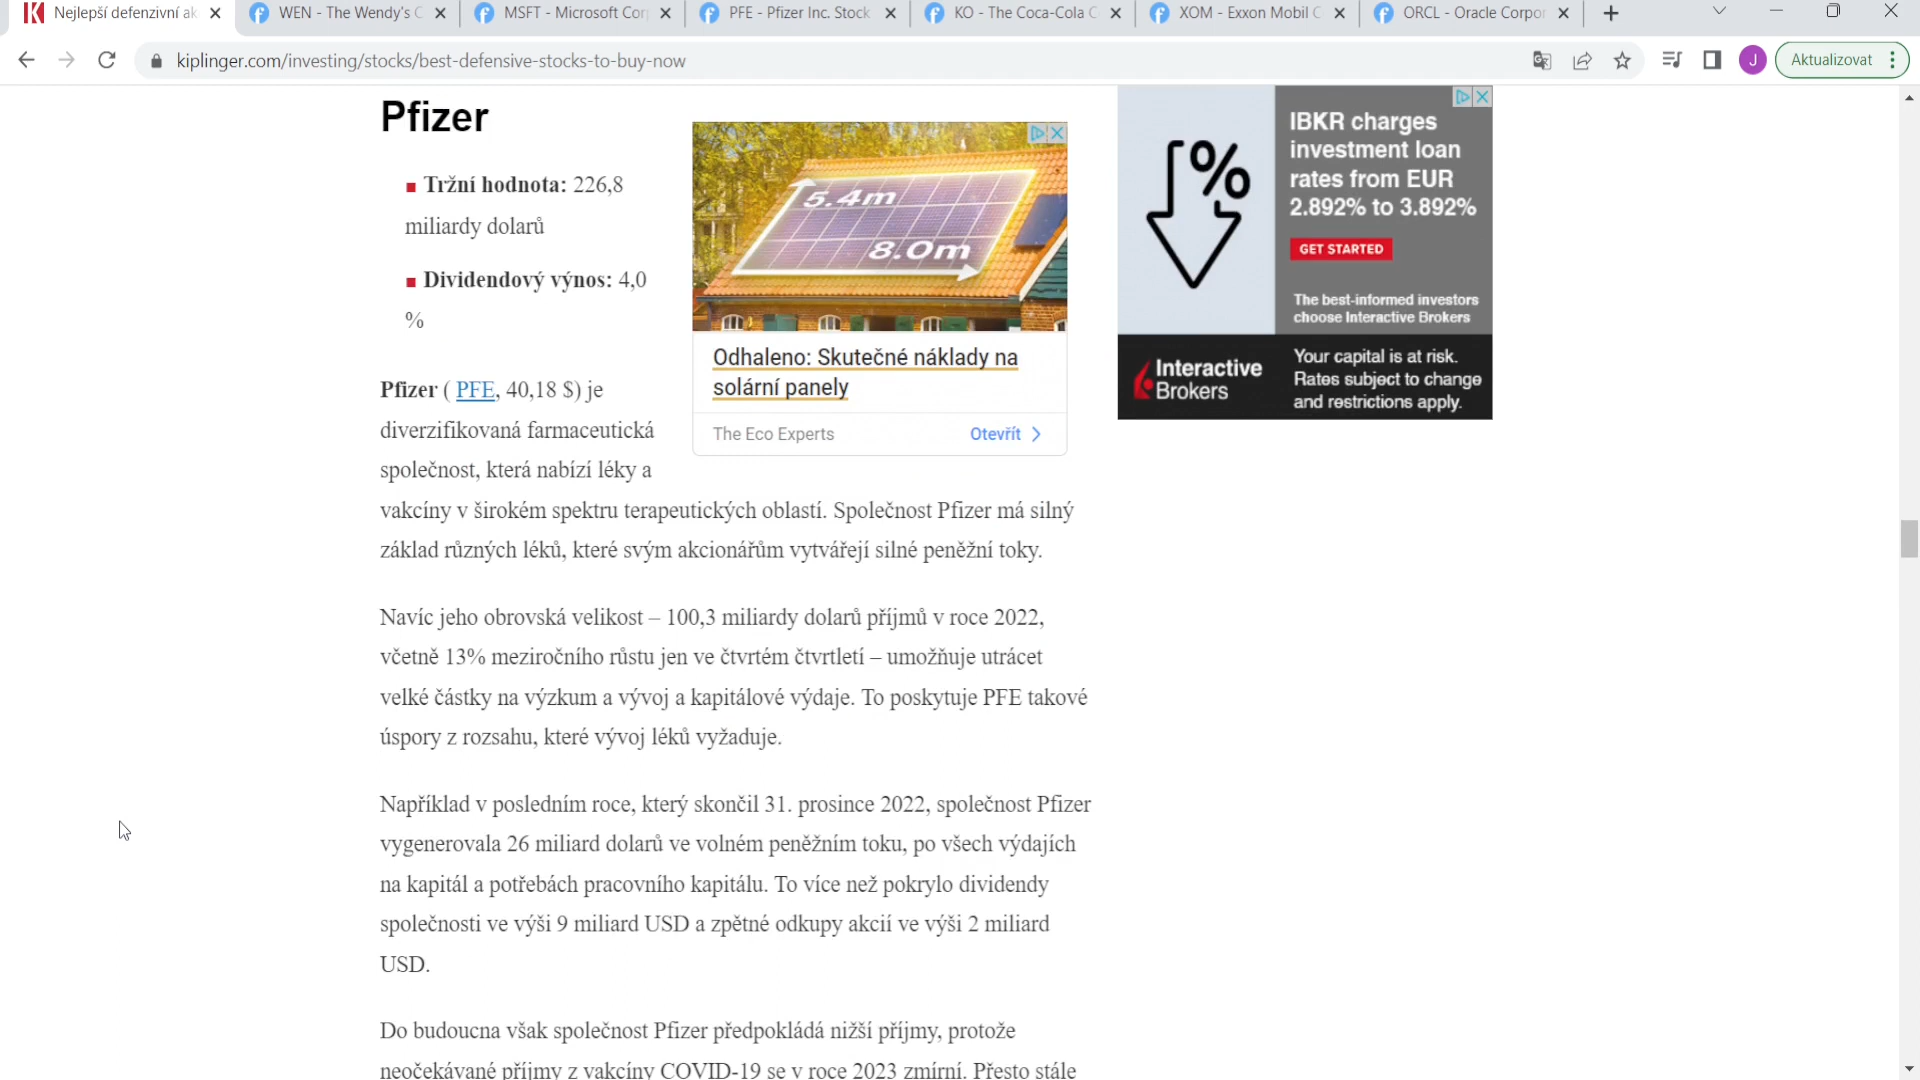 Nejlepší defenzivní ak
WEN - The Wendy's C
MSFT - Microsoft Cor
PFE - Pfizer Inc. Stock
KO - The Coca-Cola C
XOM - Exxon Mobil C
ORCL - Oracle Corpor
kiplinger.com/investing/stocks/best-defensive-stocks-to-buy-now
J
Aktualizovat
Pfizer
Tržní hodnota: 226,8
miliardy dolarů
Dividendový výnos: 4,0
%
5.4m
8.0m
Odhaleno: Skutečné náklady na
solární panely
The Eco Experts
Otevřít
Pfizer ( PFE, 40,18 $) je
diverzifikovaná farmaceutická
společnost, která nabízí léky a
vakcíny v širokém spektru terapeutických oblastí. Společnost Pfizer má silný
základ různých léků, které svým akcionářům vytvářejí silné peněžní toky.
Navíc jeho obrovská velikost – 100,3 miliardy dolarů příjmů v roce 2022,
včetně 13% meziročního růstu jen ve čtvrtém čtvrtletí – umožňuje utrácet
velké částky na výzkum a vývoj a kapitálové výdaje. To poskytuje PFE takové
úspory z rozsahu, které vývoj léků vyžaduje.
Například v posledním roce, který skončil 31. prosince 2022, společnost Pfizer
vygenerovala 26 miliard dolarů ve volném peněžním toku, po všech výdajích
na kapitál a potřebách pracovního kapitálu. To více než pokrylo dividendy
společnosti ve výši 9 miliard USD a zpětné odkupy akcií ve výši 2 miliard
USD.
Do budoucna však společnost Pfizer předpokládá nižší příjmy, protože
neočekávané příjmy z vakcíny COVID-19 se v roce 2023 zmírní. Přesto stále
%
IBKR charges
investment loan
rates from EUR
2.892% to 3.892%
GET STARTED
The best-informed investors
choose Interactive Brokers
Interactive
Brokers
Your capital is at risk.
Rates subject to change
and restrictions apply.